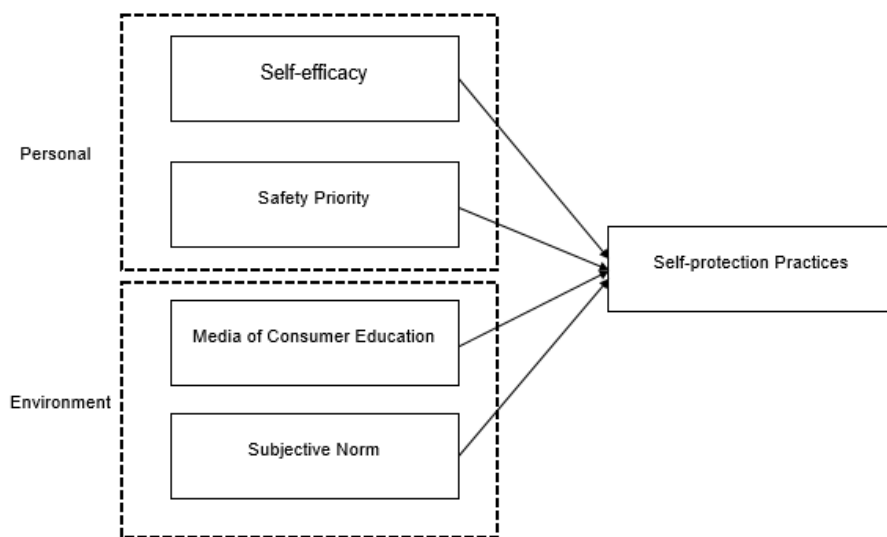 Self-efficacy
Personal
Safety Priority
Self-protection Practices
Media of Consumer Education
Environment
Subjective Norm